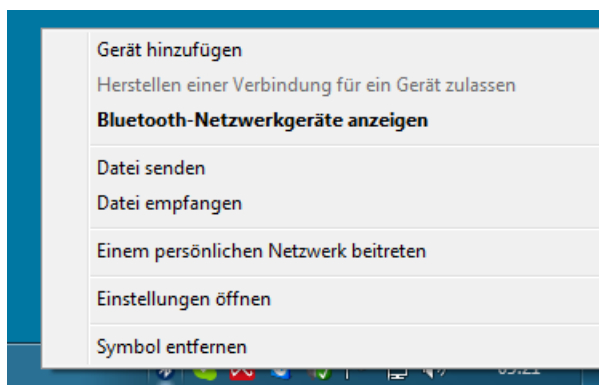 Gerät hinzufügen
Herstellen einer Verbindung für ein Gerät zulassen
Bluetooth-Netzwerkgeräte anzeigen
Datei senden
Datei empfangen
Einem persönlichen Netzwerk beitreten
Einstellungen öffnen
Symbol entfernen